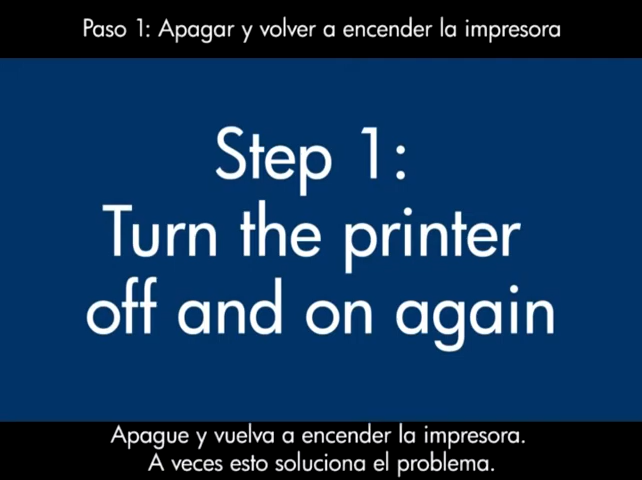 Paso 1: Apagar y volver a encender la impresora
Step 1:
Turn the printer
off and on again
Apague y vuelva a encender la impresora.
A veces esto soluciona el problema.